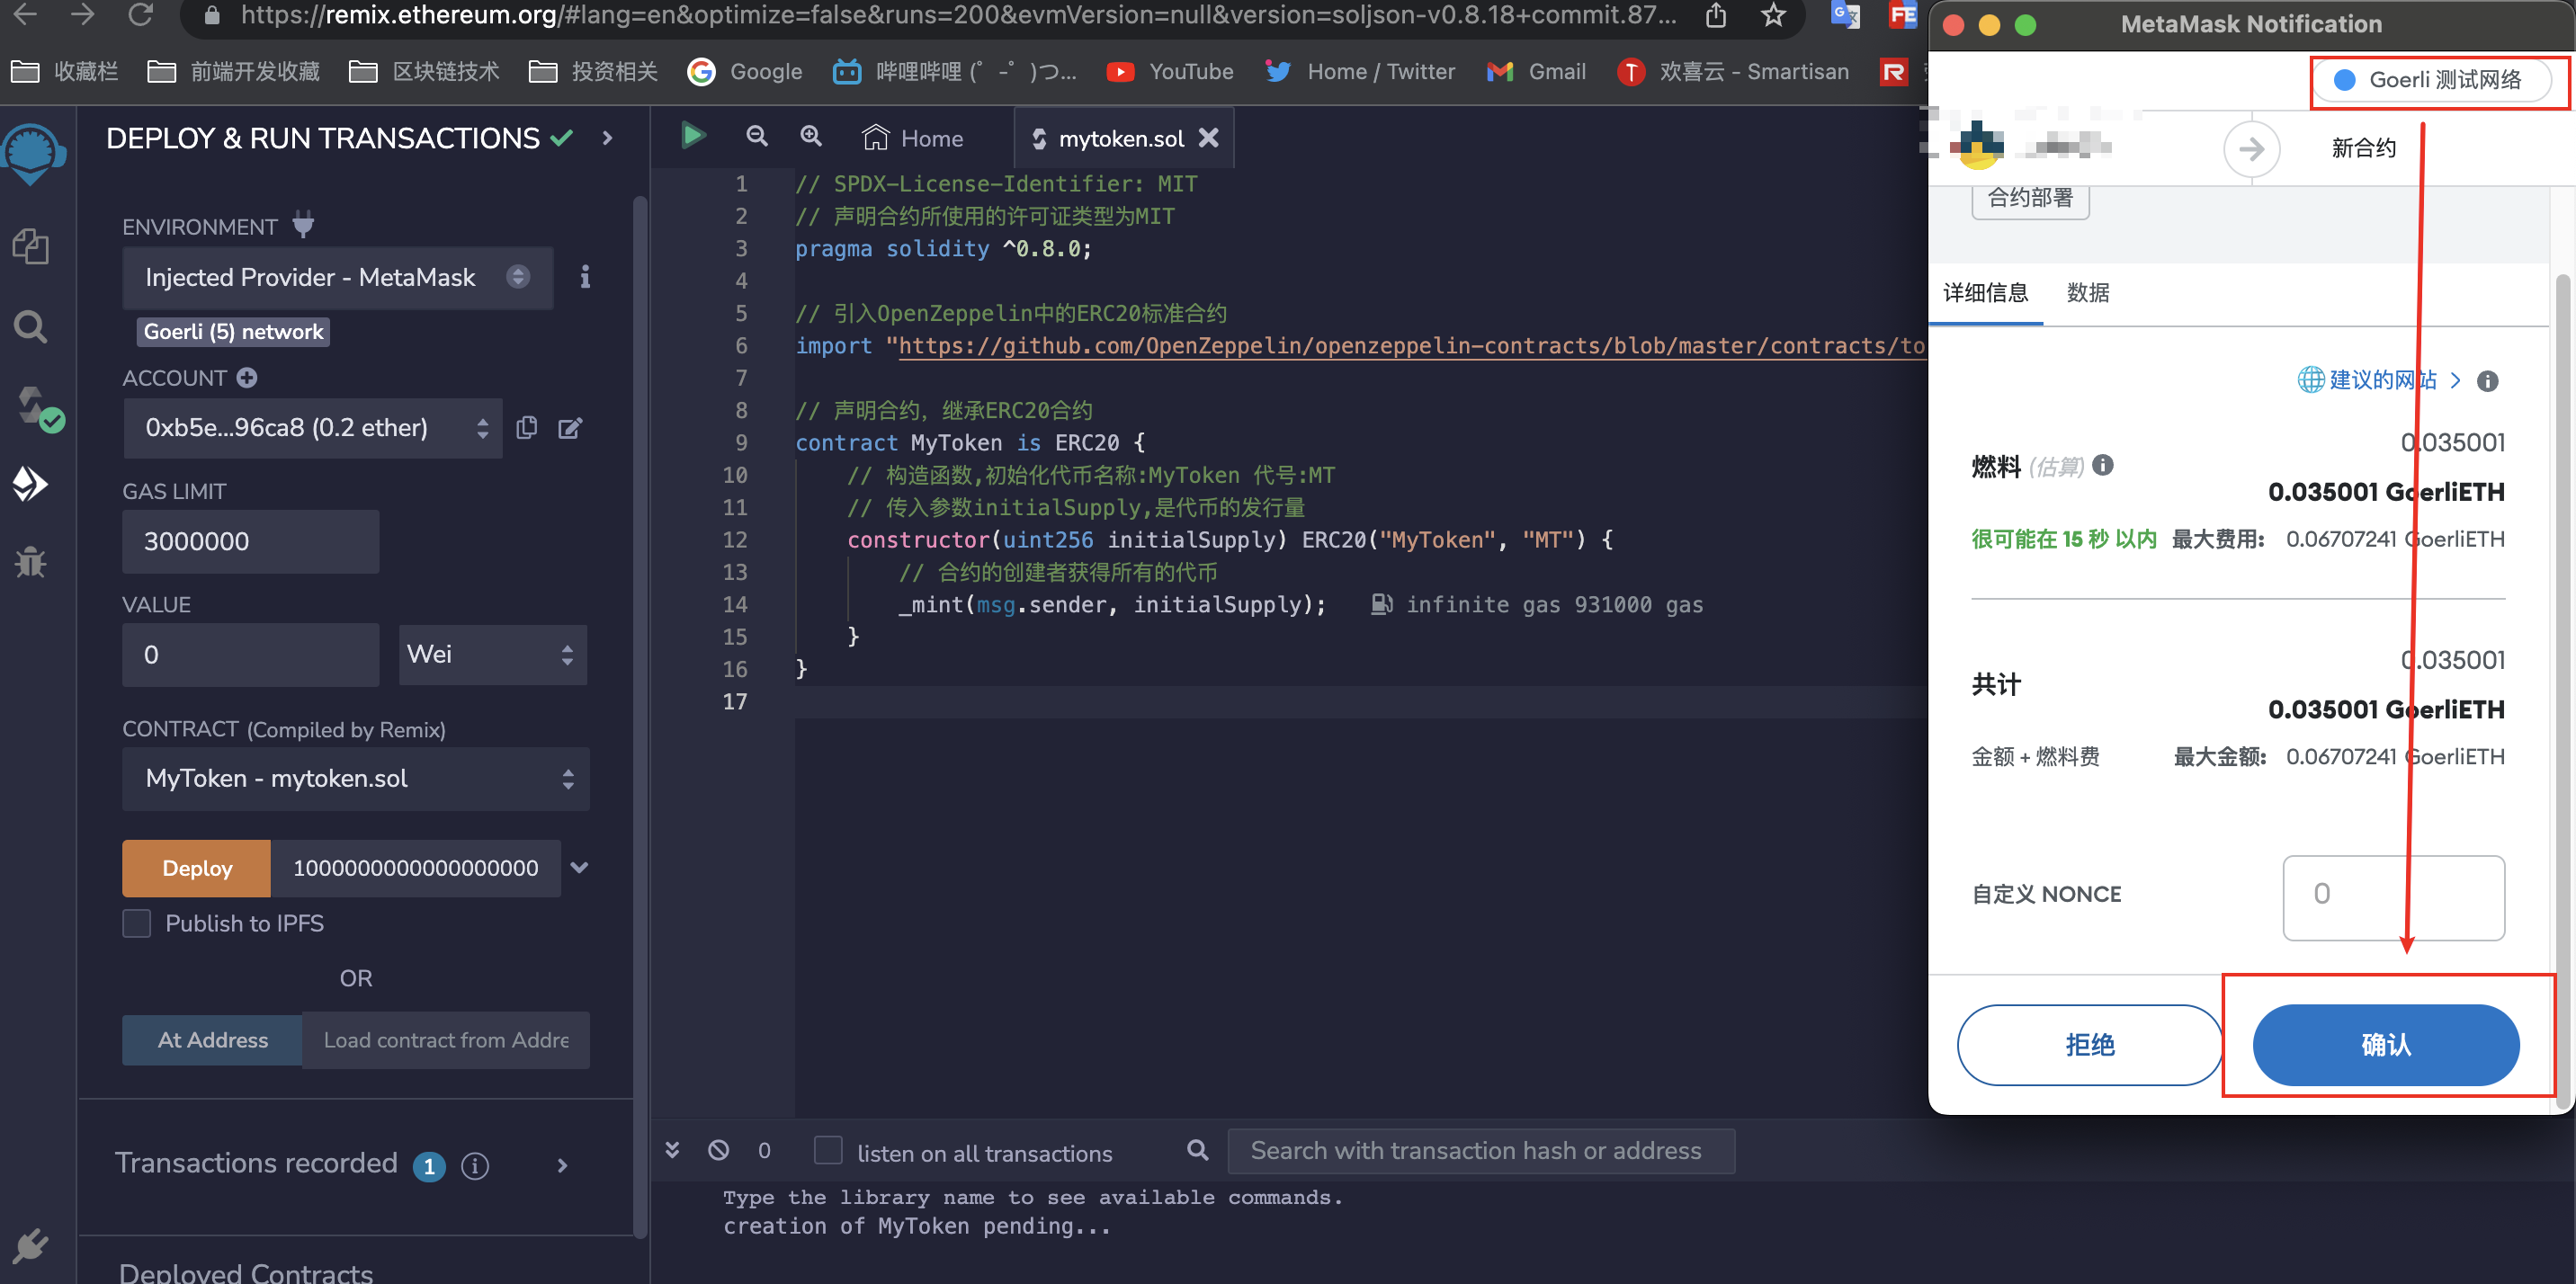 https://remix.ethereum.org/#lang=en&optimize=false&runs=200&evmVersion=null&version=soljson-v0.8.18+commit.87...
收藏栏
前端开发收藏
区块链技术
投资相关
Google
哔哩哔哩 (゜-゜)つ...
YouTube
Home / Twitter
Gmail
欢喜云 - Smartisan
DEPLOY & RUN TRANSACTIONS
ENVIRONMENT
Injected Provider - MetaMask
Goerli (5) network
ACCOUNT
0xb5e...96ca8 (0.2 ether)
GAS LIMIT
3000000
VALUE
0
Wei
CONTRACT (Compiled by Remix)
MyToken - mytoken.sol
Deploy
1000000000000000000
Publish to IPFS
OR
At Address
Load contract from Addre
Transactions recorded 1
Deployed Contracts
Home
mytoken.sol
1 // SPDX-License-Identifier: MIT
2 // 声明合约所使用的许可证类型为MIT
3 pragma solidity ^0.8.0;
4
5 // 引入OpenZeppelin中的ERC20标准合约
6 import "https://github.com/OpenZeppelin/openzeppelin-contracts/blob/master/contracts/to
7
8 // 声明合约, 继承ERC20合约
9 contract MyToken is ERC20 {
10 // 构造函数,初始化代币名称:MyToken 代号:MT
11 // 传入参数initialSupply,是代币的发行量
12 constructor(uint256 initialSupply) ERC20("MyToken", "MT") {
13 // 合约的创建者获得所有的代币
14 _mint(msg.sender, initialSupply); infinite gas 931000 gas
15 }
16 }
17
0
listen on all transactions
Search with transaction hash or address
Type the library name to see available commands.
creation of MyToken pending...
MetaMask Notification
Goerli 测试网络
新合约
合约部署
详细信息
数据
建议的网站 >
0.035001
燃料 (估算)
0.035001 GoerliETH
很可能在 15 秒 以内 最大费用: 0.06707241 GoerliETH
0.035001
共计
0.035001 GoerliETH
金额 + 燃料费 最大金额: 0.06707241 GoerliETH
自定义 NONCE
0
拒绝
确认